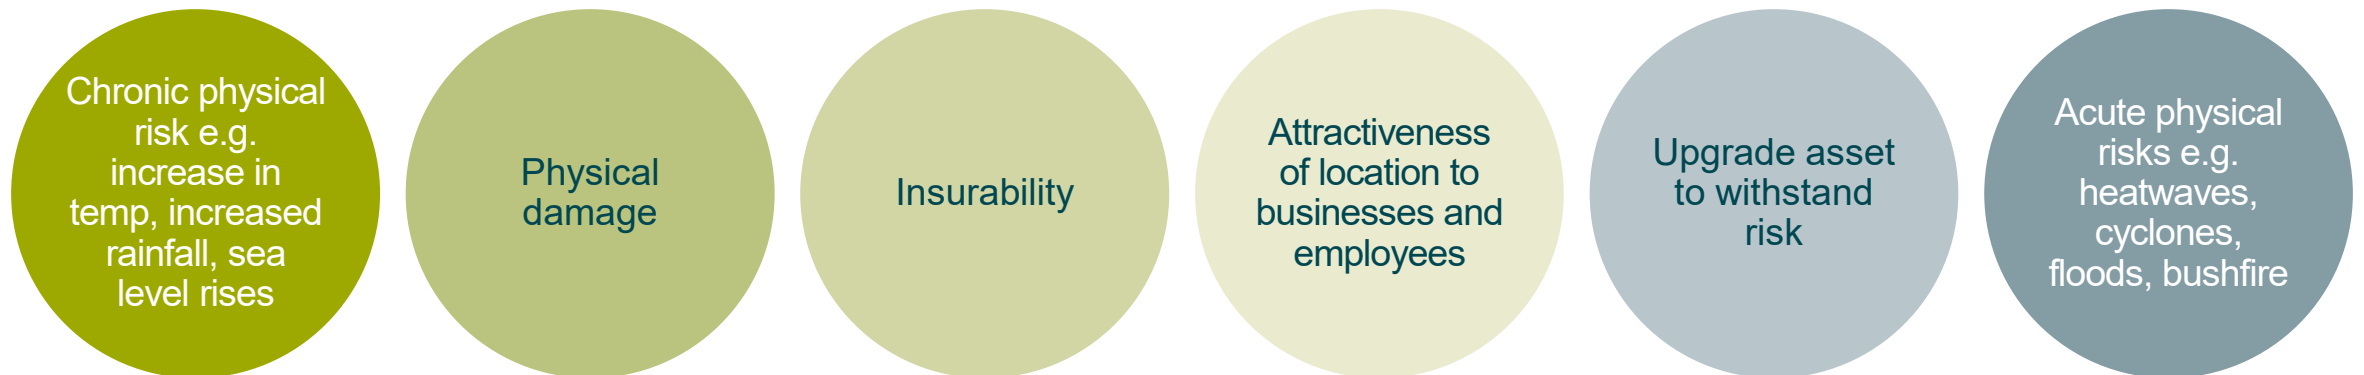 Chronic physical
risk e.g.
increase in
temp, increased
rainfall, sea
level rises
Physical
damage
Insurability
Attractiveness
of location to
businesses and
employees
Upgrade asset
to withstand
risk
Acute physical
risks e.g.
heatwaves,
cyclones,
floods, bushfire